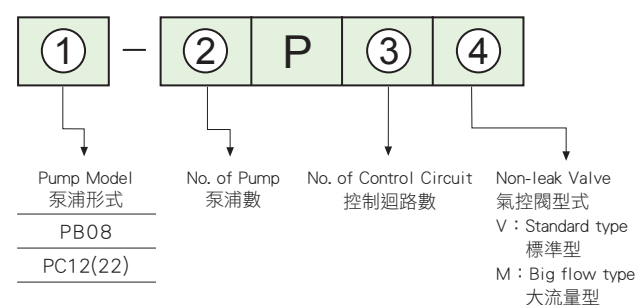 ① － ② P ③ ④
Pump Model
泵浦形式
PB08
PC12(22)
No. of Pump
泵浦數
No. of Control Circuit
控制迴路數
Non-leak Valve
氣控閥型式
V：Standard type
標準型
M：Big flow type
大流量型